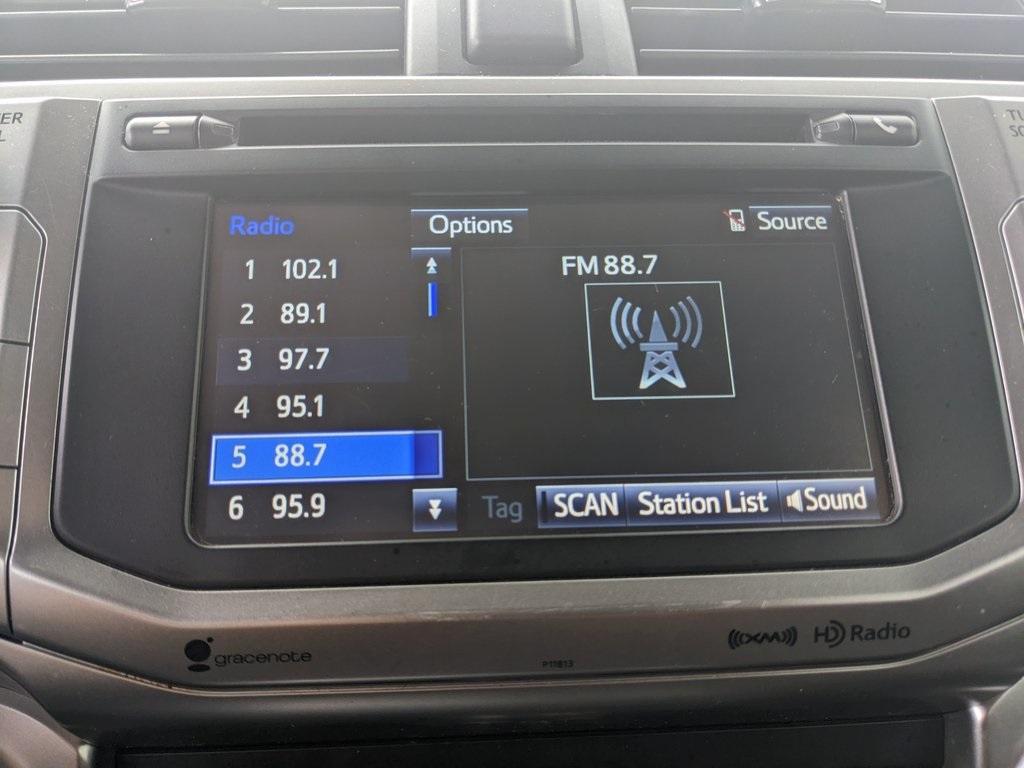 Radio Options Source
1 102.1
2 89.1
3 97.7
4 95.1
5 88.7
6 95.9
FM 88.7
Tag SCAN Station List Sound
gracenote
P11813
((XM)) HD Radio